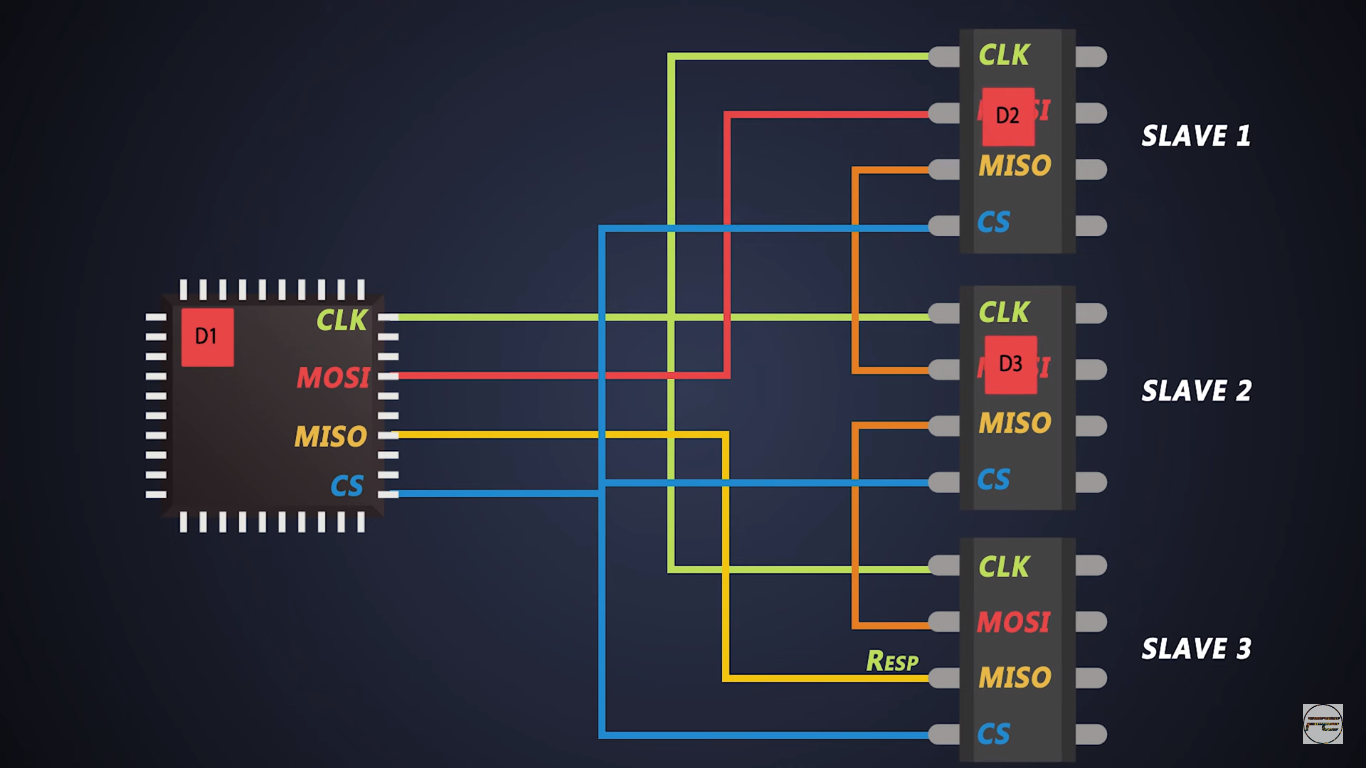 CLK
D2
MISO
CS
SLAVE 1
D1
CLK
MOSI
MISO
CS
CLK
D3
MISO
CS
SLAVE 2
CLK
MOSI
RESP
MISO
CS
SLAVE 3